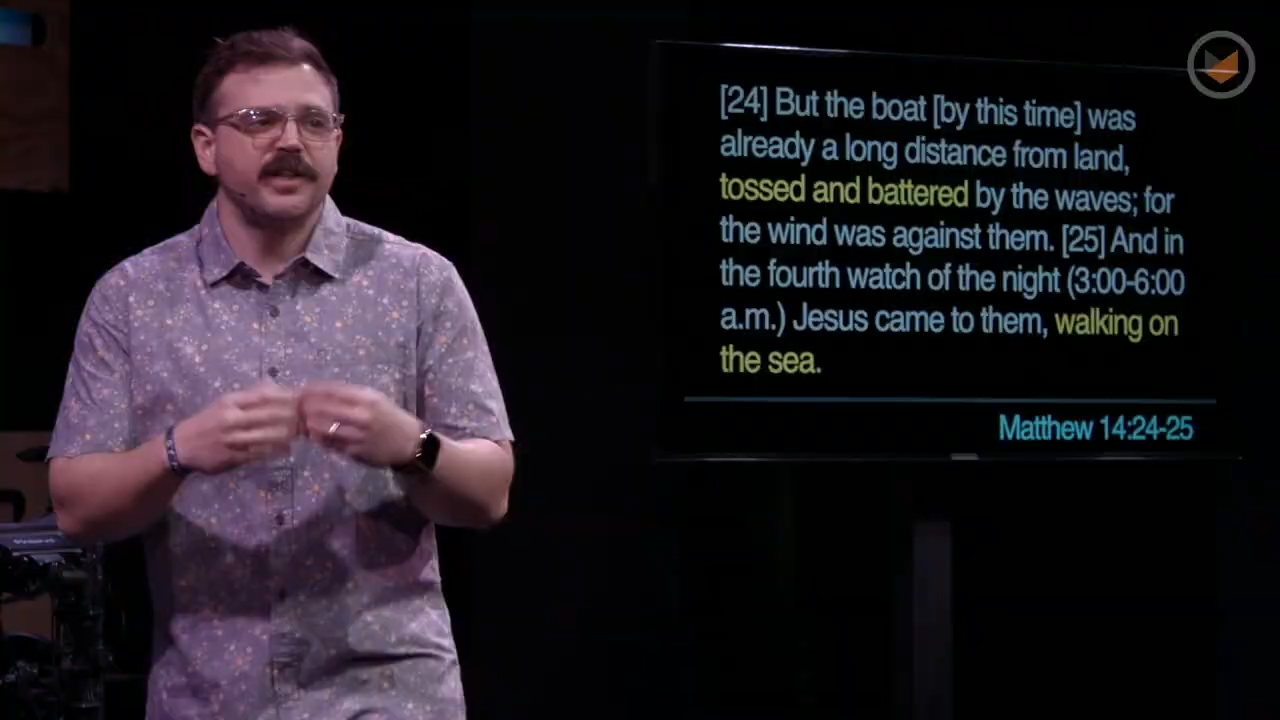 [24] But the boat [by this time] was
already a long distance from land,
tossed and battered by the waves; for
the wind was against them. [25] And in
the fourth watch of the night (3:00-6:00
a.m.) Jesus came to them, walking on
the sea.
Matthew 14:24-25